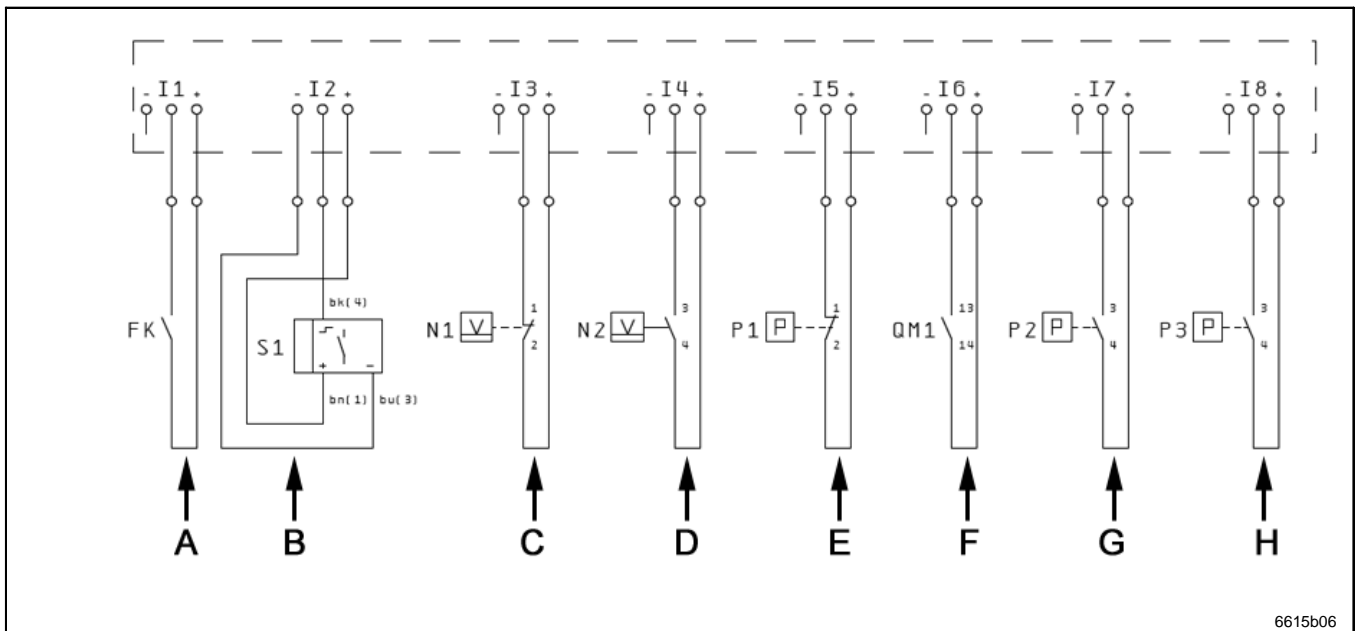 - I1 + - I2 + - I3 + - I4 + - I5 + - I6 + - I7 + - I8 +
bk(4)
1 3 1 13 3 3
FK S1 N1 V N2 V P1 P QM1 P2 P P3 P
2 4 2 14 4 4
+ -
bn(1) bu(3)
A B C D E F G H
6615b06